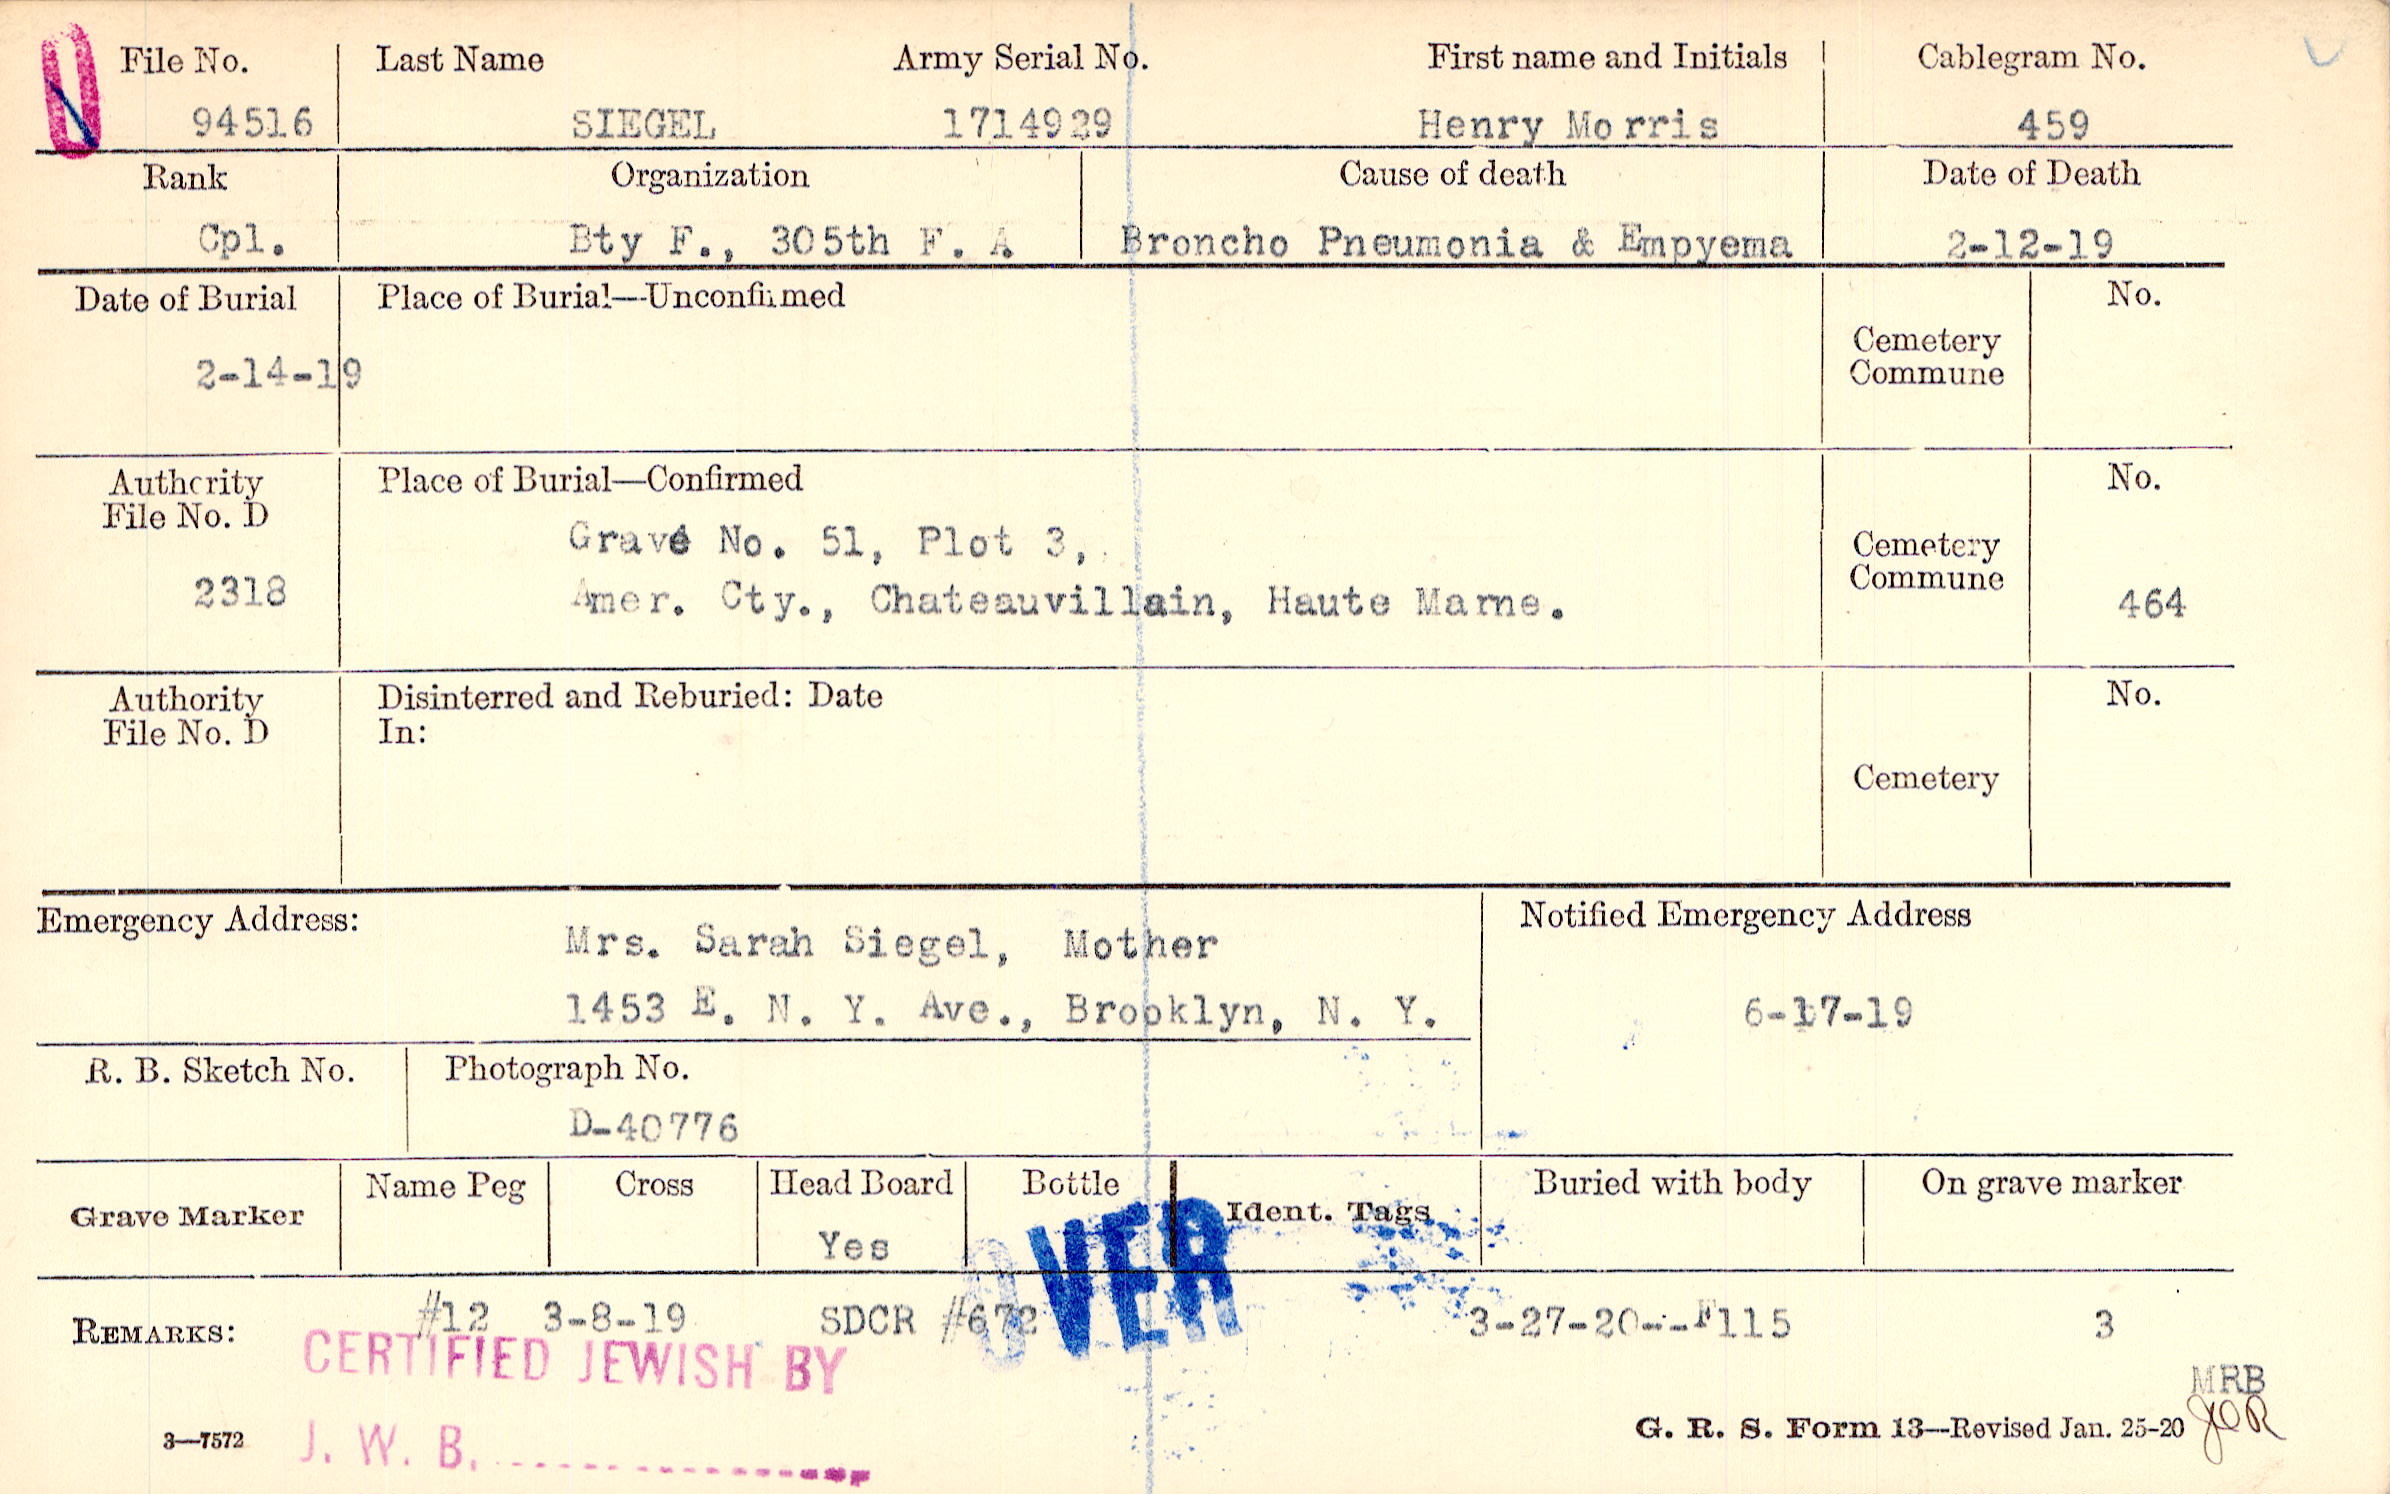 File No. Last Name Army Serial No. First name and Initials Cablegram No.
94516 SIEGEL 1714929 Henry Morris 459
Rank Organization Cause of death Date of Death
Cpl. Bty F., 305th F. A Broncho Pneumonia & Empyema 2-12-19
Date of Burial Place of Burial—Unconfirmed No.
Cemetery
Commune
2-14-19
Authority Place of Burial—Confirmed No.
File No. D
Grave No. 51, Plot 3,
Cemetery
Commune
2318 Amer. Cty., Chateauvillain, Haute Marne. 464
Authority Disinterred and Reburied: Date No.
File No. D In:
Cemetery
Emergency Address: Notified Emergency Address
Mrs. Sarah Siegel, Mother
1453 E. N. Y. Ave., Brooklyn, N. Y. 6-17-19
R. B. Sketch No. Photograph No.
D-40776
Grave Marker Name Peg Cross Head Board Bottle Ident. Tags Buried with body On grave marker
Yes
OVER
REMARKS: #12 3-8-19 SDCR #672 3-27-20--F115 3
CERTIFIED JEWISH BY
MRB
J. W. B.
3—7572 G. R. S. Form 13—Revised Jan. 25-20